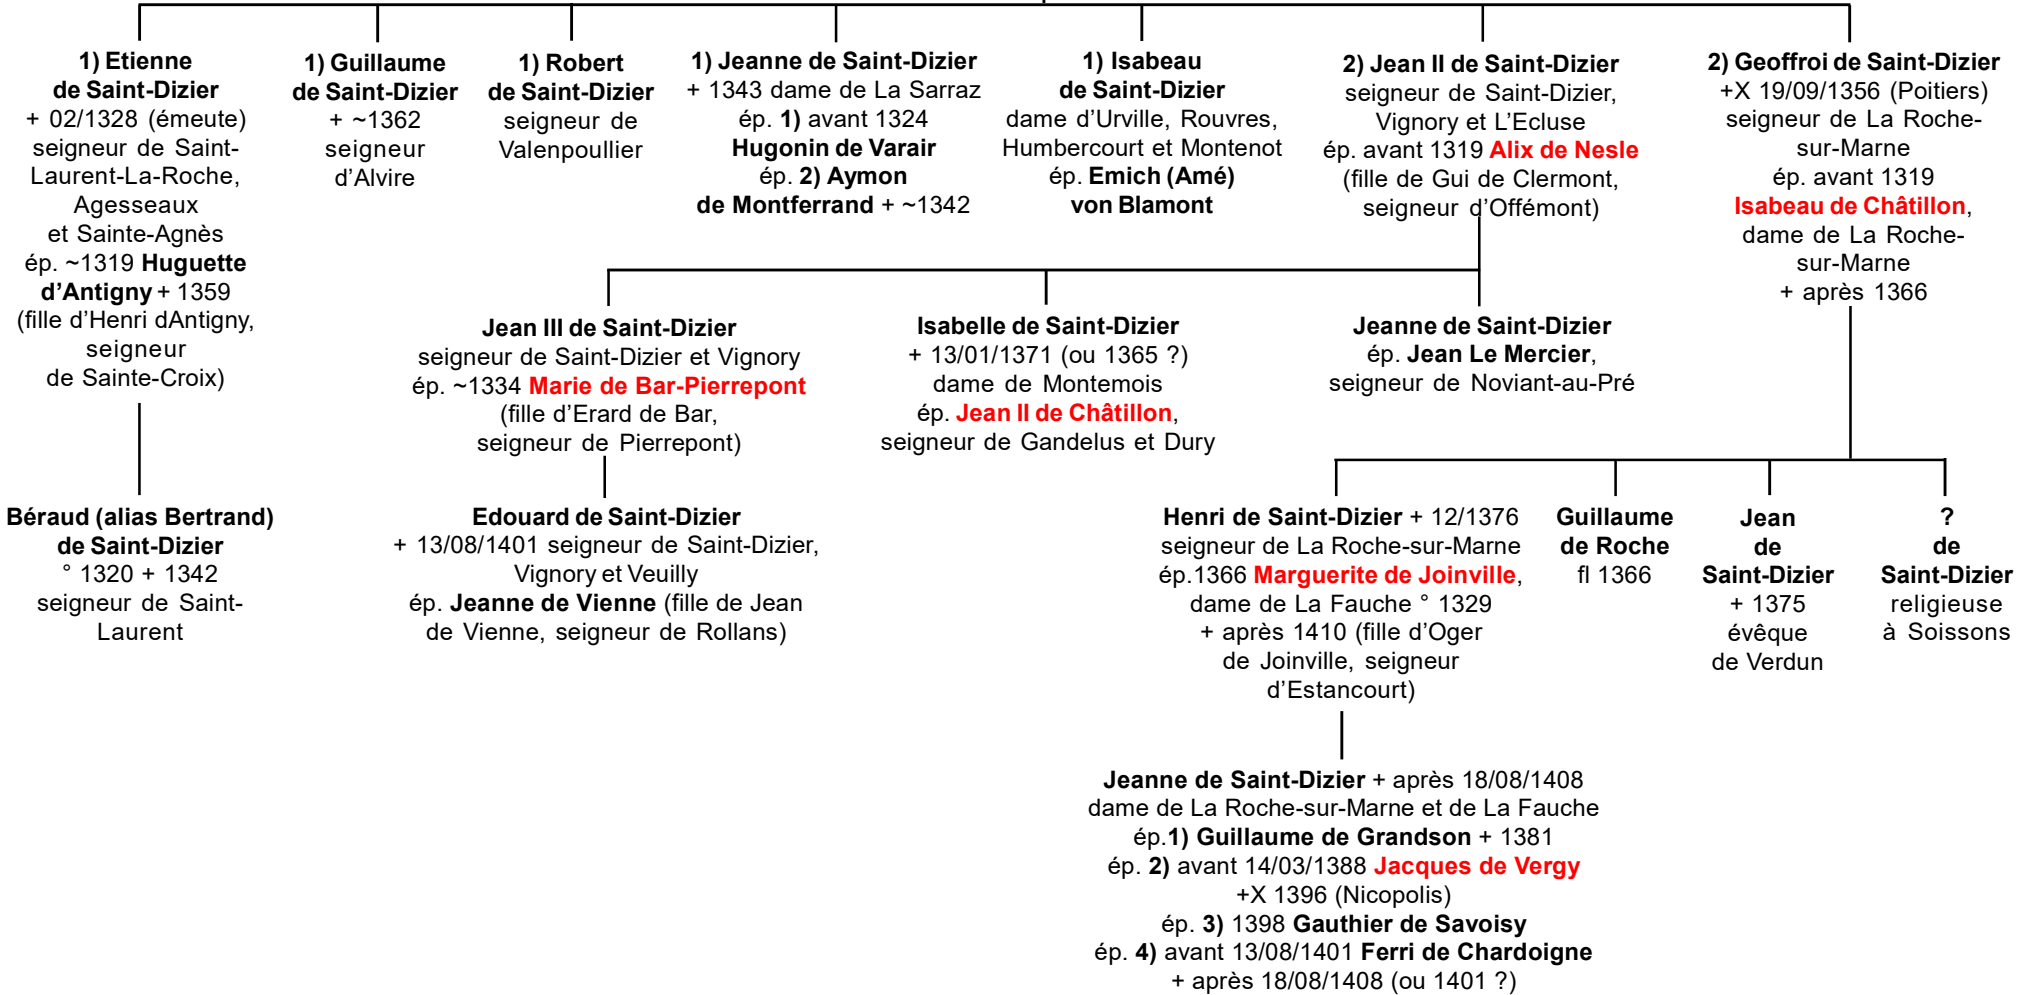 1) Etienne
de Saint-Dizier
+ 02/1328 (émeute)
seigneur de Saint-
Laurent-La-Roche,
Agesseaux
et Sainte-Agnès
ép. ~1319 Huguette
d'Antigny + 1359
(fille d'Henri dAntigny,
seigneur
de Sainte-Croix)
1) Guillaume
de Saint-Dizier
+ ~1362
seigneur
d'Alvire
1) Robert
de Saint-Dizier
seigneur de
Valenpoullier
1) Jeanne de Saint-Dizier
+ 1343 dame de La Sarraz
ép. 1) avant 1324
Hugonin de Varair
ép. 2) Aymon
de Montferrand + ~1342
1) Isabeau
de Saint-Dizier
dame d'Urville, Rouvres,
Humbercourt et Montenot
ép. Emich (Amé)
von Blamont
2) Jean II de Saint-Dizier
seigneur de Saint-Dizier,
Vignory et L'Ecluse
ép. avant 1319 Alix de Nesle
(fille de Gui de Clermont,
seigneur d'Offémont)
2) Geoffroi de Saint-Dizier
+X 19/09/1356 (Poitiers)
seigneur de La Roche-
sur-Marne
ép. avant 1319
Isabeau de Châtillon,
dame de La Roche-
sur-Marne
+ après 1366
Jean III de Saint-Dizier
seigneur de Saint-Dizier et Vignory
ép. ~1334 Marie de Bar-Pierrepont
(fille d'Erard de Bar,
seigneur de Pierrepont)
Isabelle de Saint-Dizier
+ 13/01/1371 (ou 1365 ?)
dame de Montemois
ép. Jean II de Châtillon,
seigneur de Gandelus et Dury
Jeanne de Saint-Dizier
ép. Jean Le Mercier,
seigneur de Noviant-au-Pré
Béraud (alias Bertrand)
de Saint-Dizier
° 1320 + 1342
seigneur de Saint-
Laurent
Edouard de Saint-Dizier
+ 13/08/1401 seigneur de Saint-Dizier,
Vignory et Veuilly
ép. Jeanne de Vienne (fille de Jean
de Vienne, seigneur de Rollans)
Henri de Saint-Dizier + 12/1376
seigneur de La Roche-sur-Marne
ép.1366 Marguerite de Joinville,
dame de La Fauche ° 1329
+ après 1410 (fille d'Oger
de Joinville, seigneur
d'Estancourt)
Guillaume
de Roche
fl 1366
Jean
de
Saint-Dizier
+ 1375
évêque
de Verdun
?
de
Saint-Dizier
religieuse
à Soissons
Jeanne de Saint-Dizier + après 18/08/1408
dame de La Roche-sur-Marne et de La Fauche
ép.1) Guillaume de Grandson + 1381
ép. 2) avant 14/03/1388 Jacques de Vergy
+X 1396 (Nicopolis)
ép. 3) 1398 Gauthier de Savoisy
ép. 4) avant 13/08/1401 Ferri de Chardoigne
+ après 18/08/1408 (ou 1401 ?)